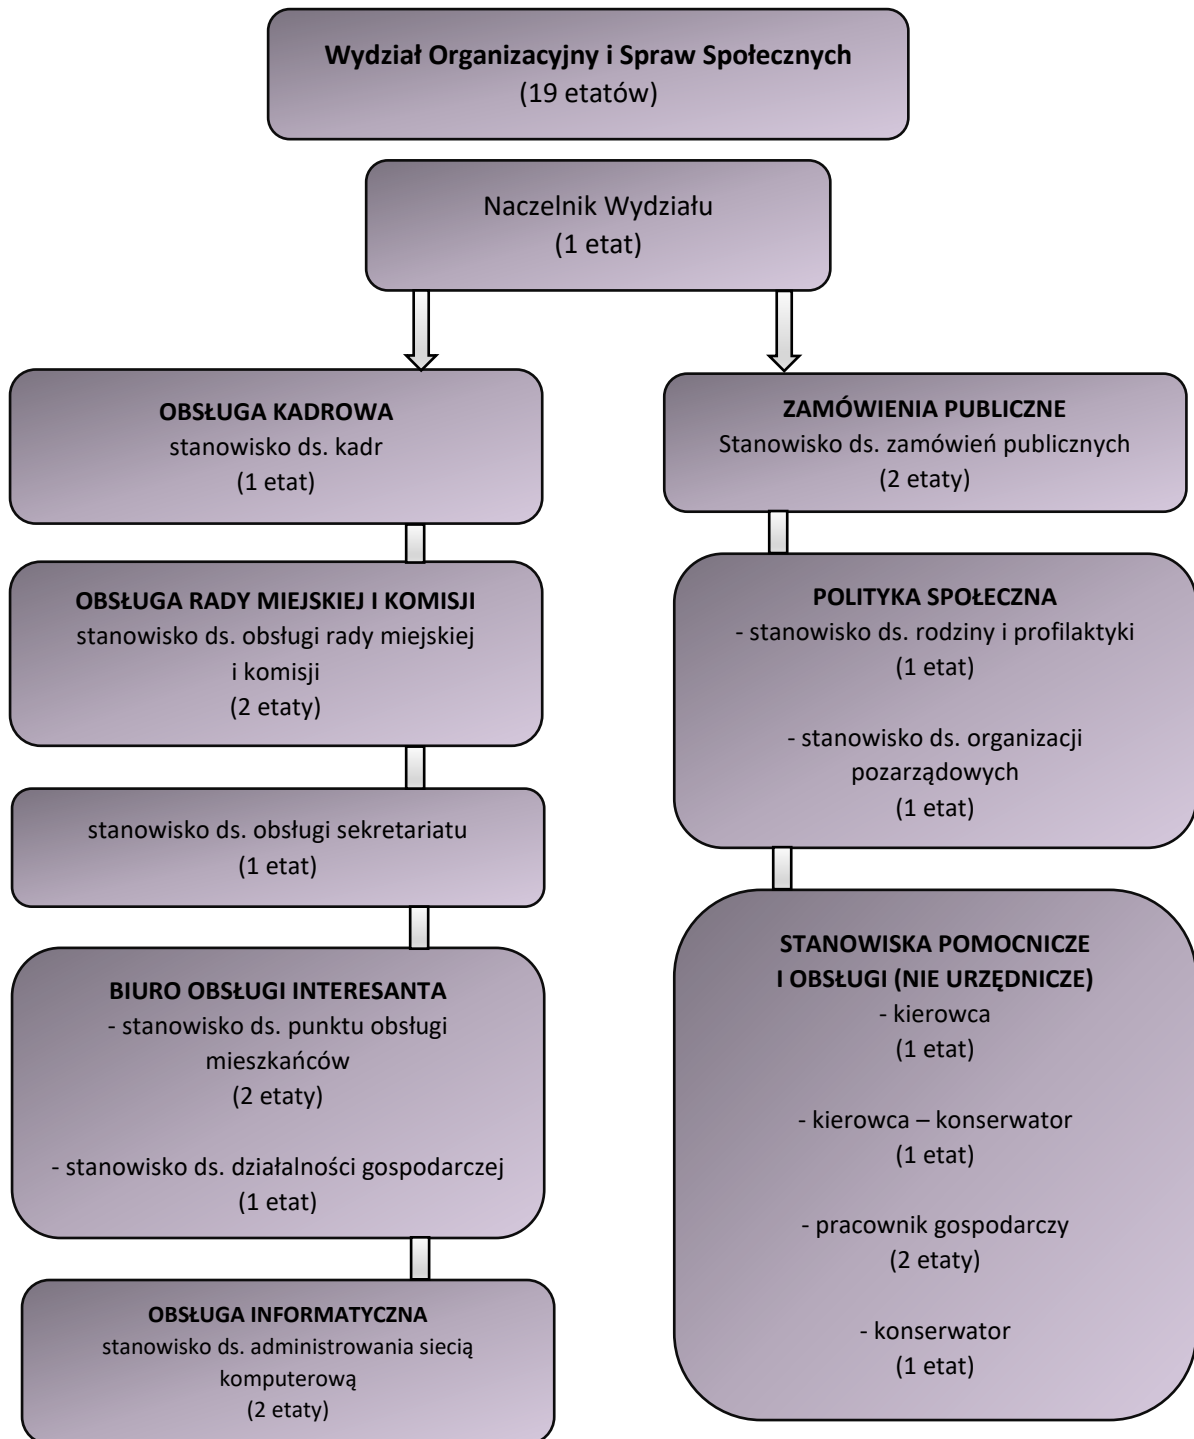 Wydział Organizacyjny i Spraw Społecznych
(19 etatów)
Naczelnik Wydziału
(1 etat)
OBSŁUGA KADROWA
stanowisko ds. kadr
(1 etat)
OBSŁUGA RADY MIEJSKIEJ I KOMISJI
stanowisko ds. obsługi rady miejskiej
i komisji
(2 etaty)
stanowisko ds. obsługi sekretariatu
(1 etat)
BIURO OBSŁUGI INTERESANTA
- stanowisko ds. punktu obsługi
mieszkańców
(2 etaty)
- stanowisko ds. działalności gospodarczej
(1 etat)
OBSŁUGA INFORMATYCZNA
stanowisko ds. administrowania siecią
komputerową
(2 etaty)
ZAMÓWIENIA PUBLICZNE
Stanowisko ds. zamówień publicznych
(2 etaty)
POLITYKA SPOŁECZNA
- stanowisko ds. rodziny i profilaktyki
(1 etat)
- stanowisko ds. organizacji
pozarządowych
(1 etat)
STANOWISKA POMOCNICZE
I OBSŁUGI (NIE URZĘDNICZE)
- kierowca
(1 etat)
- kierowca – konserwator
(1 etat)
- pracownik gospodarczy
(2 etaty)
- konserwator
(1 etat)